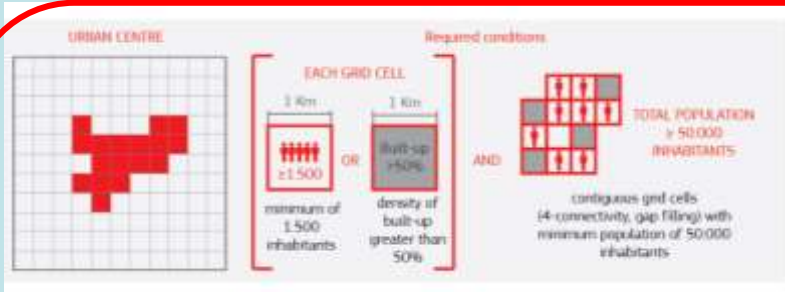 URBAN CENTRE
Required conditions
EACH GRID CELL
1 Km
1 Km
≥1.500
OR
Built-up
>50%
AND
TOTAL POPULATION
≥ 50.000
INHABITANTS
minimum of
1.500
inhabitants
density of
built-up
greater than
50%
contiguous grid cells
(4-connectivity, gap filling) with
minimum population of 50.000
inhabitants